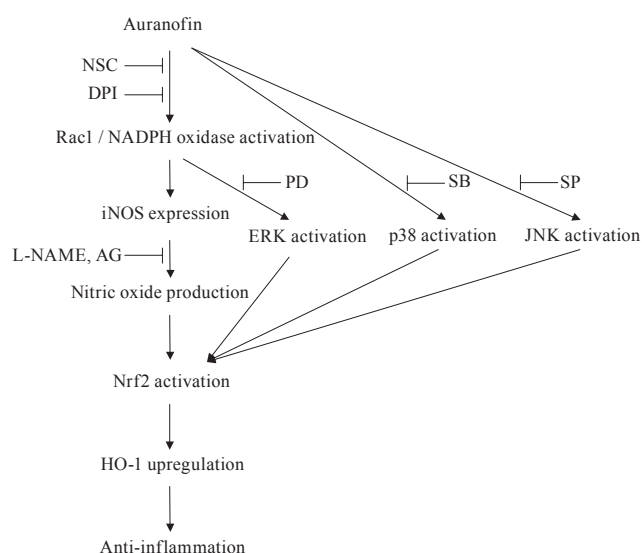 Auranofin
NSC
DPI
Rac1 / NADPH oxidase activation
PD
SB
SP
iNOS expression
ERK activation
p38 activation
JNK activation
L-NAME, AG
Nitric oxide production
Nrf2 activation
HO-1 upregulation
Anti-inflammation